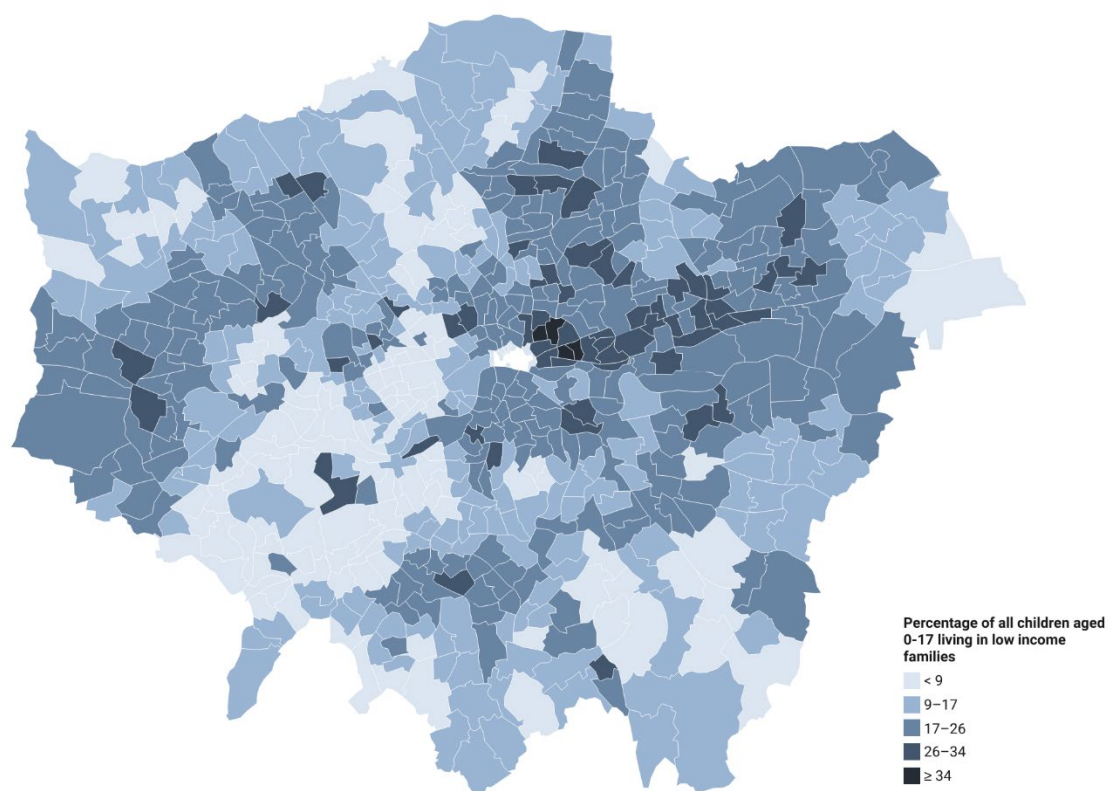 Percentage of all children aged
0-17 living in low income
families
< 9
9–17
17–26
26–34
≥ 34